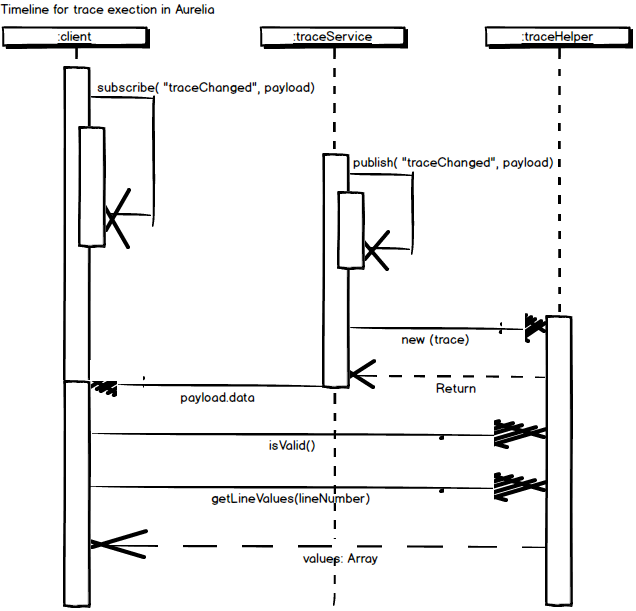 Timeline for trace exection in Aurelia
:client
:traceService
:traceHelper
subscribe( "traceChanged", payload)
publish( "traceChanged", payload)
new (trace)
Return
payload.data
isValid()
getLineValues(lineNumber)
values: Array